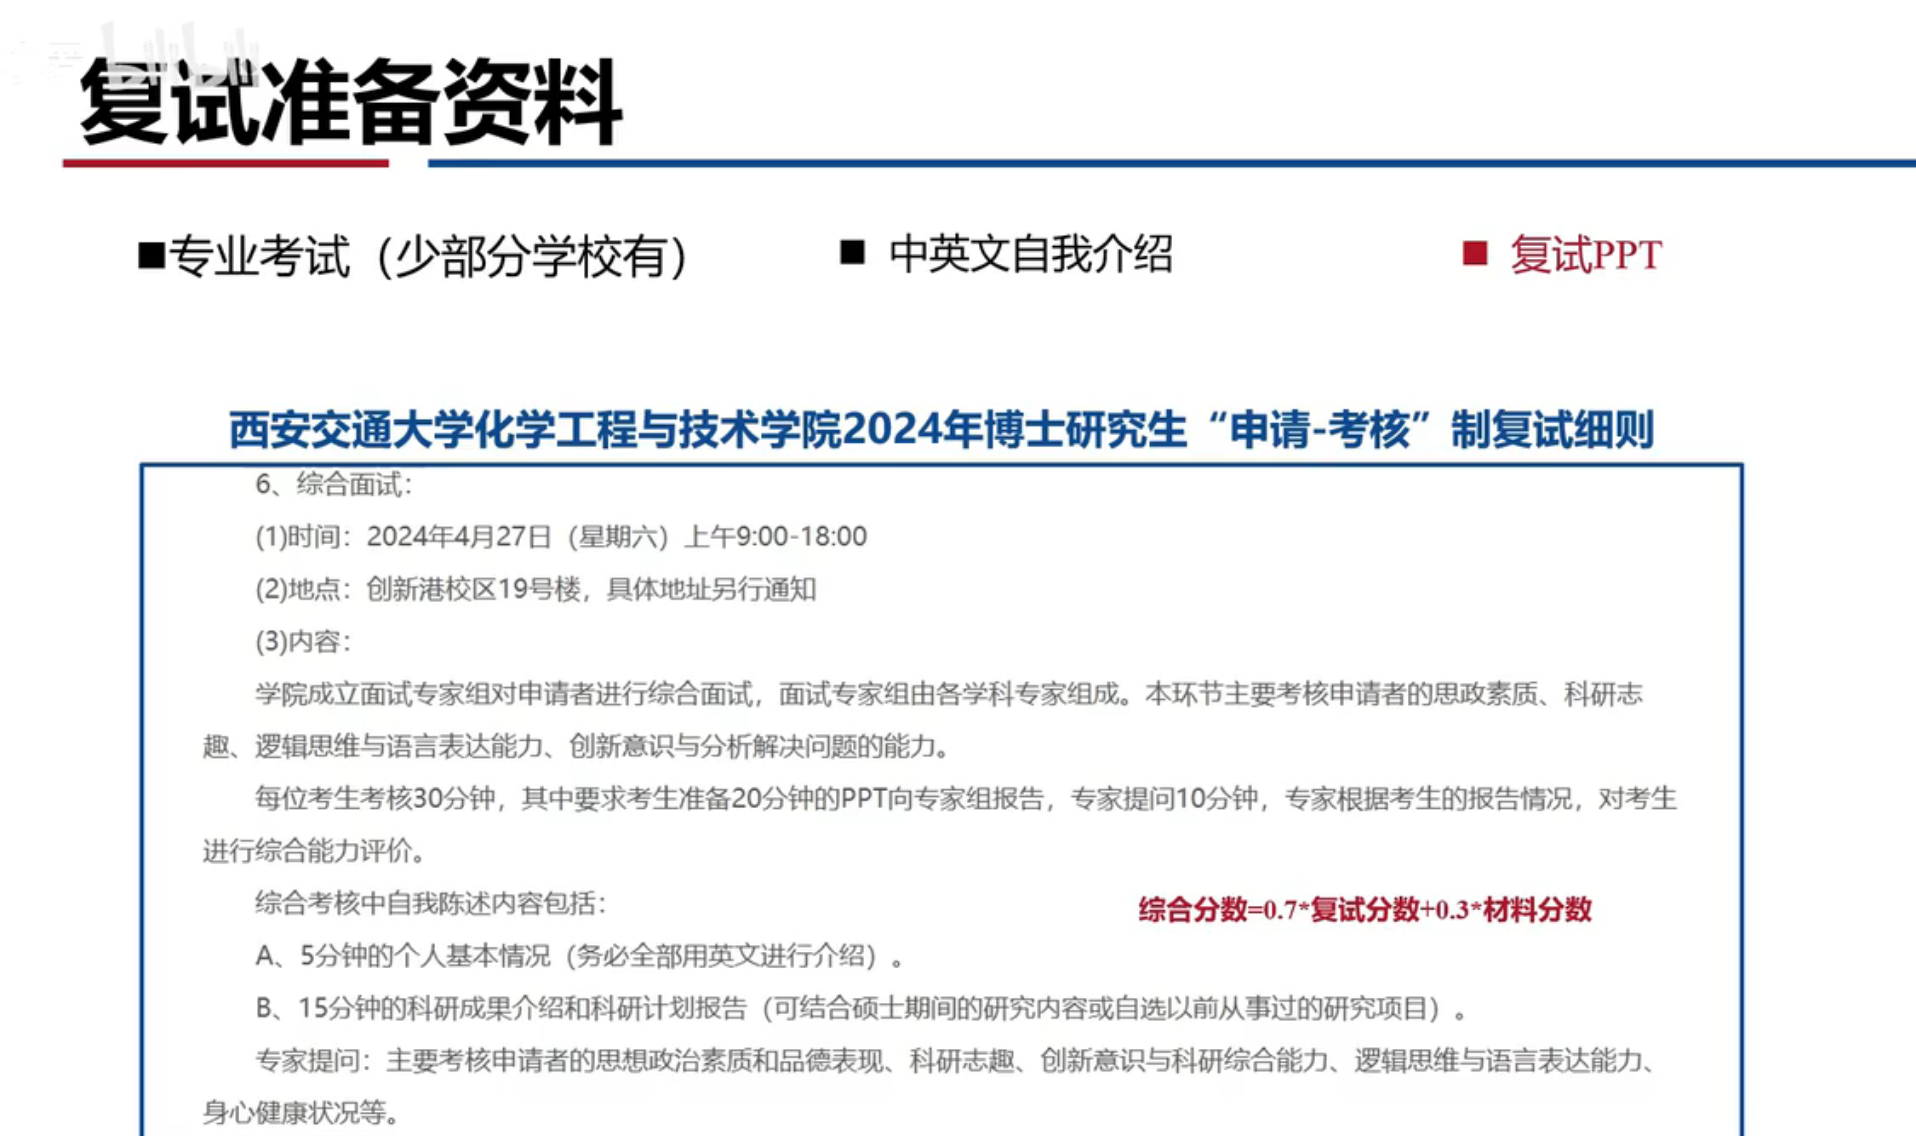 复试准备资料
■专业考试（少部分学校有）
■ 中英文自我介绍
■ 复试PPT
西安交通大学化学工程与技术学院2024年博士研究生“申请-考核”制复试细则
6、综合面试：
(1)时间：2024年4月27日（星期六）上午9:00-18:00
(2)地点：创新港校区19号楼，具体地址另行通知
(3)内容：
学院成立面试专家组对申请者进行综合面试，面试专家组由各学科专家组成。本环节主要考核申请者的思政素质、科研志
趣、逻辑思维与语言表达能力、创新意识与分析解决问题的能力。
每位考生考核30分钟，其中要求考生准备20分钟的PPT向专家组报告，专家提问10分钟，专家根据考生的报告情况，对考生
进行综合能力评价。
综合考核中自我陈述内容包括：
综合分数=0.7*复试分数+0.3*材料分数
A、5分钟的个人基本情况（务必全部用英文进行介绍）。
B、15分钟的科研成果介绍和科研计划报告（可结合硕士期间的研究内容或自选以前从事过的研究项目）。
专家提问：主要考核申请者的思想政治素质和品德表现、科研志趣、创新意识与科研综合能力、逻辑思维与语言表达能力、
身心健康状况等。